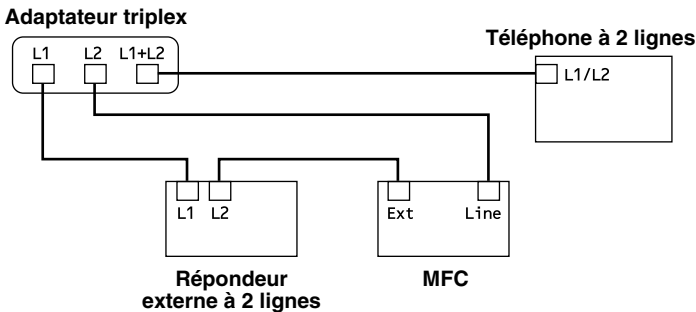 Adaptateur triplex
L1 L2 L1+L2
Téléphone à 2 lignes
L1/L2
L1 L2
Ext Line
Répondeur
externe à 2 lignes
MFC